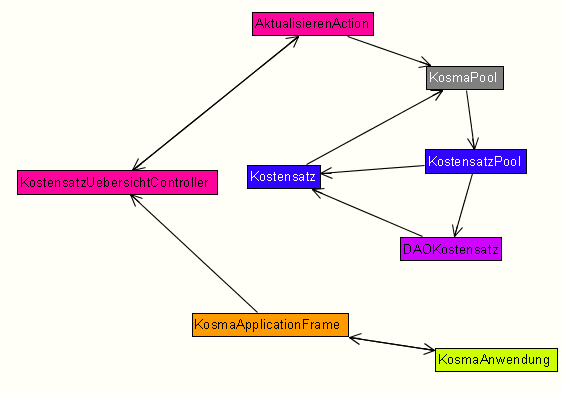 AktualisierenAction
KosmaPool
KostensatzPool
Kostensatz
KostensatzUebersichtController
DAOKostensatz
KosmaApplicationFrame
KosmaAnwendung